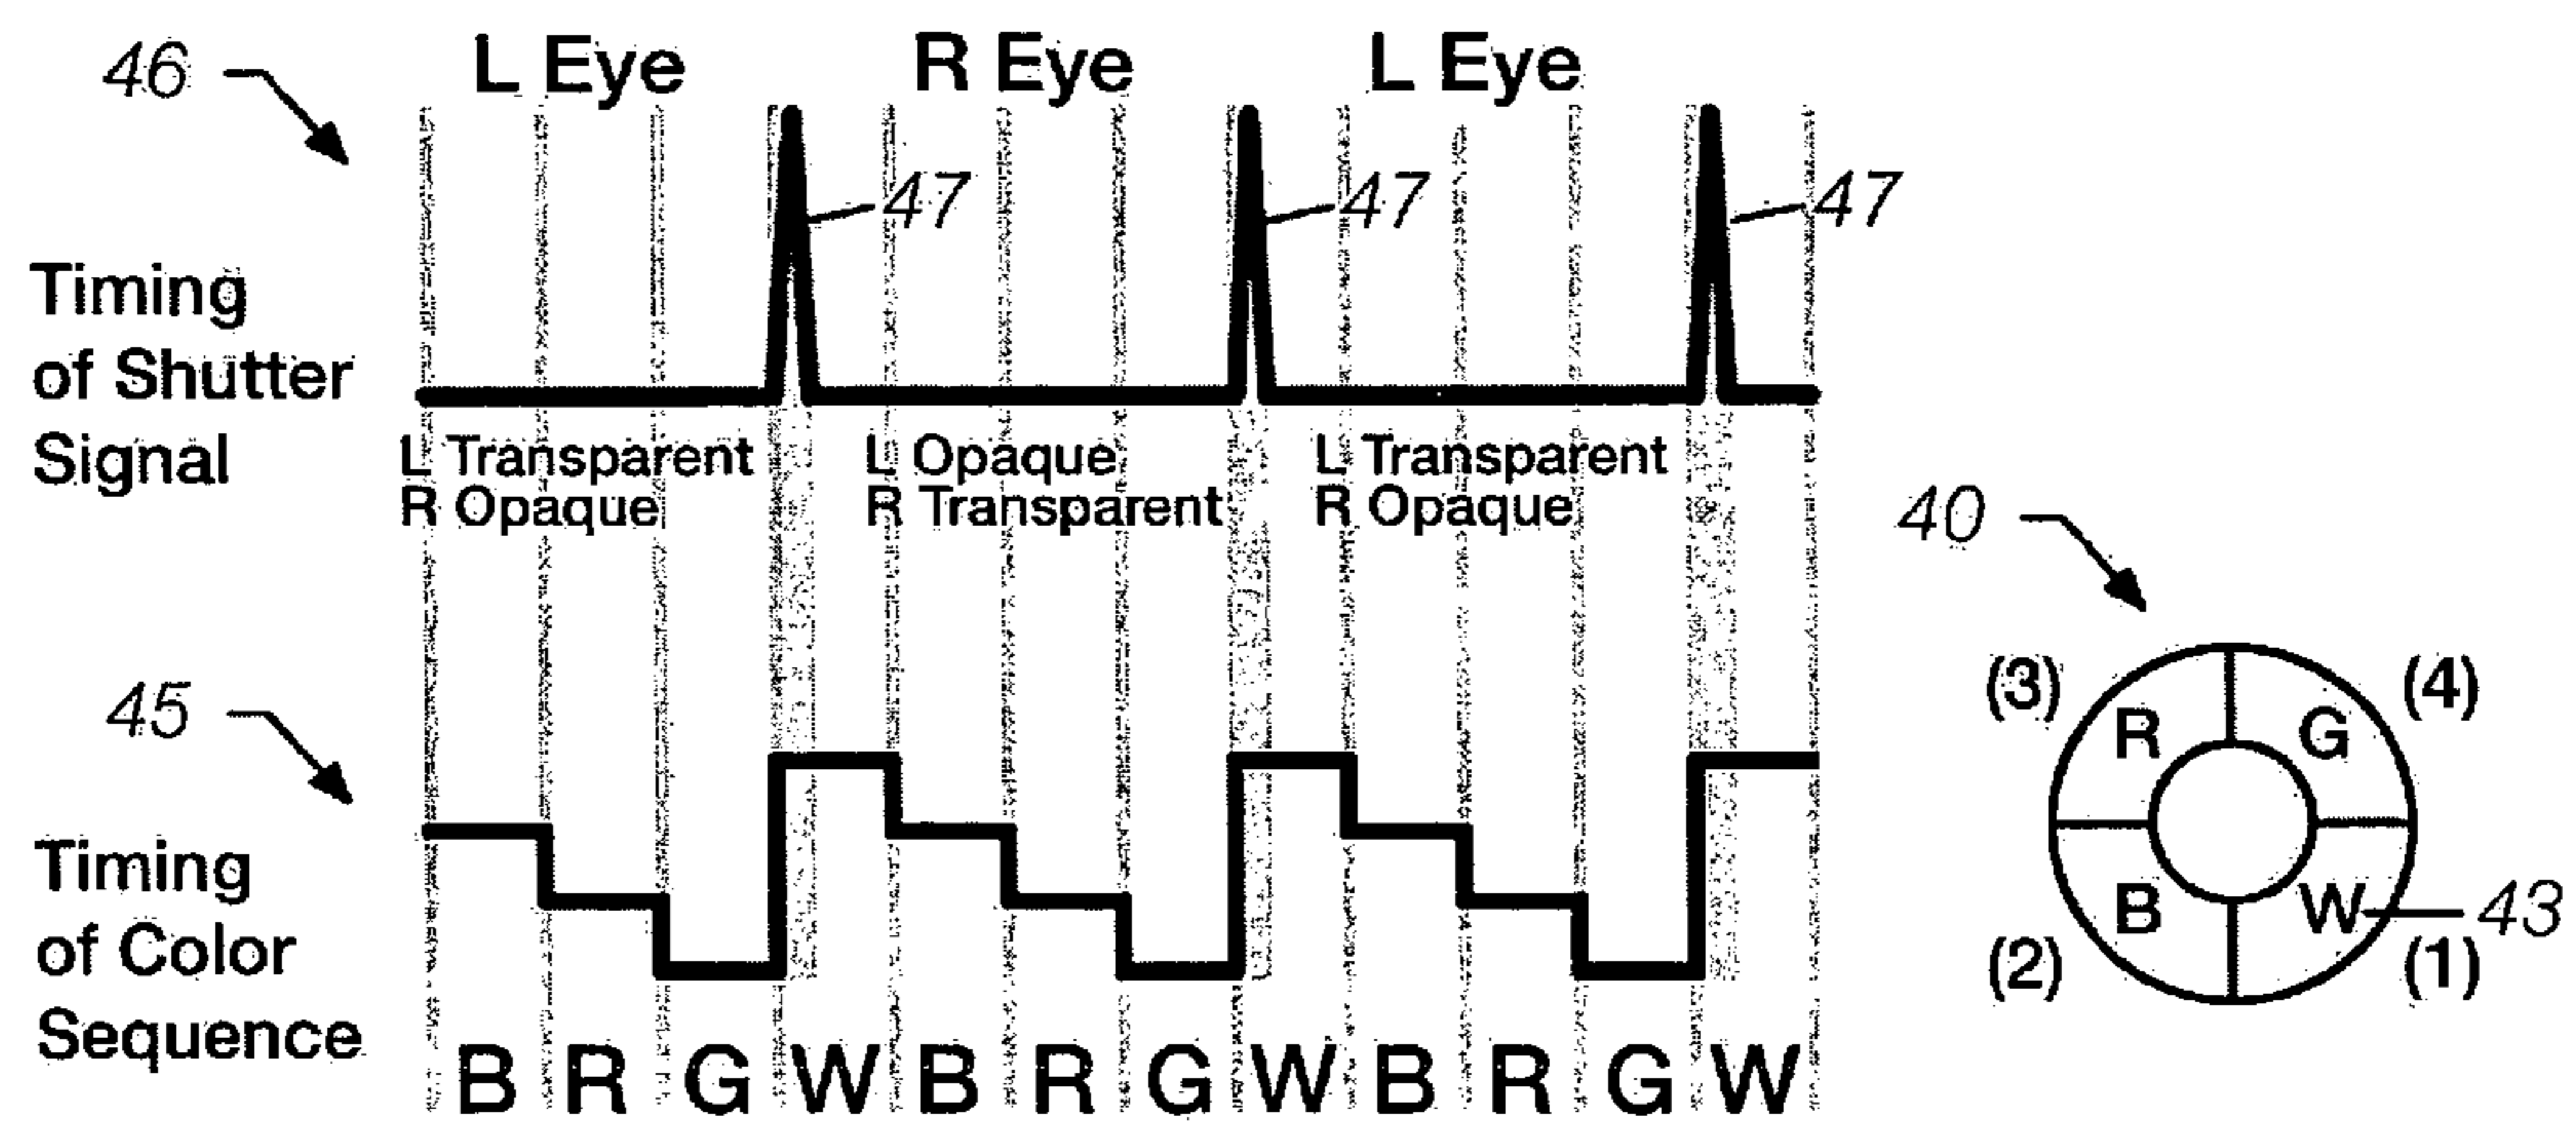 46
L Eye
R Eye
L Eye
47
47
47
Timing
of Shutter
Signal
L Transparent
R Opaque
L Opaque
R Transparent
L Transparent
R Opaque
40
(3)
(4)
R
G
B
W
43
(2)
(1)
45
Timing
of Color
Sequence
B R G W B R G W B R G W